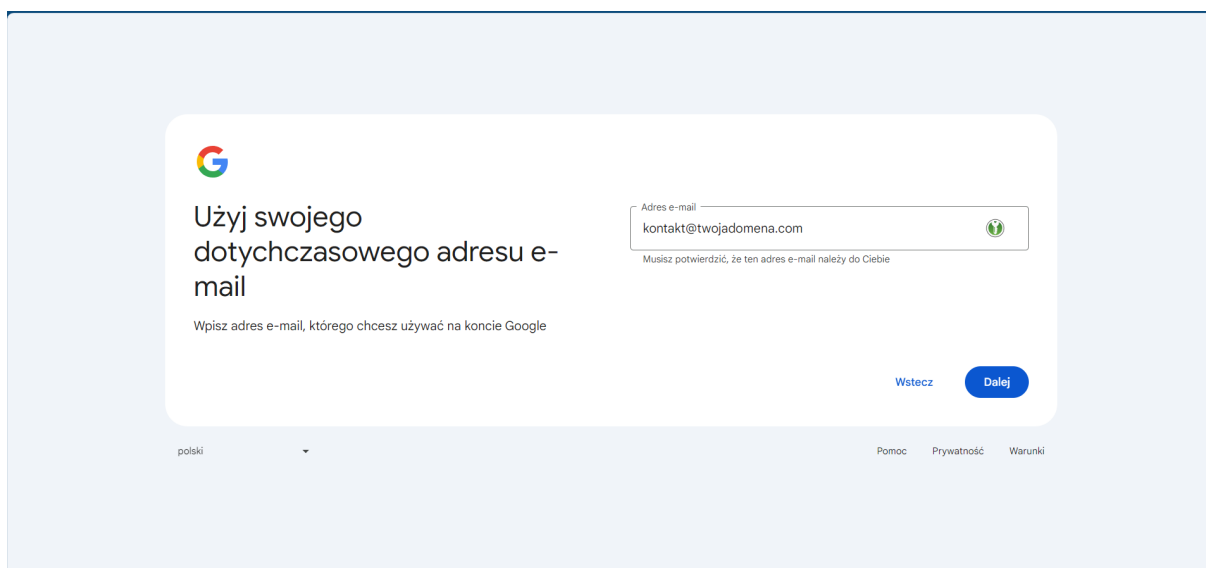 Użyj swojego
dotychczasowego adresu e-
mail
Wpisz adres e-mail, którego chcesz używać na koncie Google
Adres e-mail
kontakt@twojadomena.com
Musisz potwierdzić, że ten adres e-mail należy do Ciebie
Wstecz Dalej
polski Pomoc Prywatność Warunki